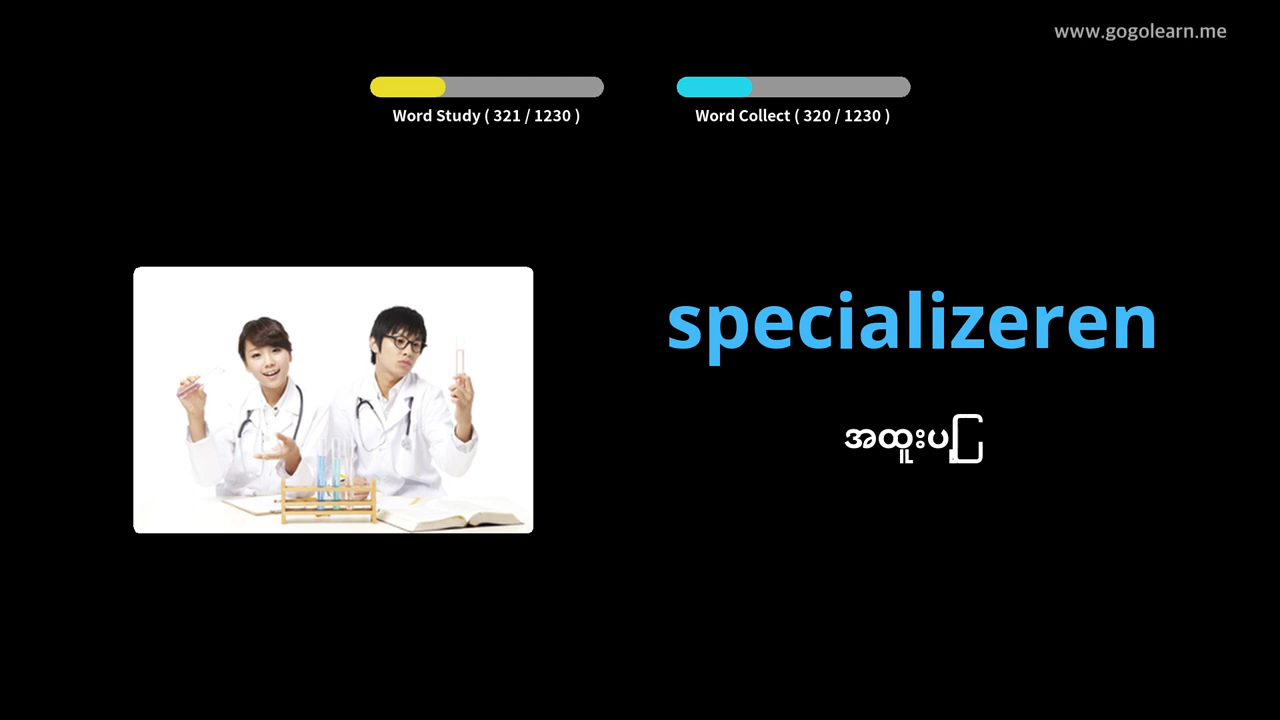 www.gogolearn.me
Word Study ( 321 / 1230 )
Word Collect ( 320 / 1230 )
specializeren
အထူးပြု